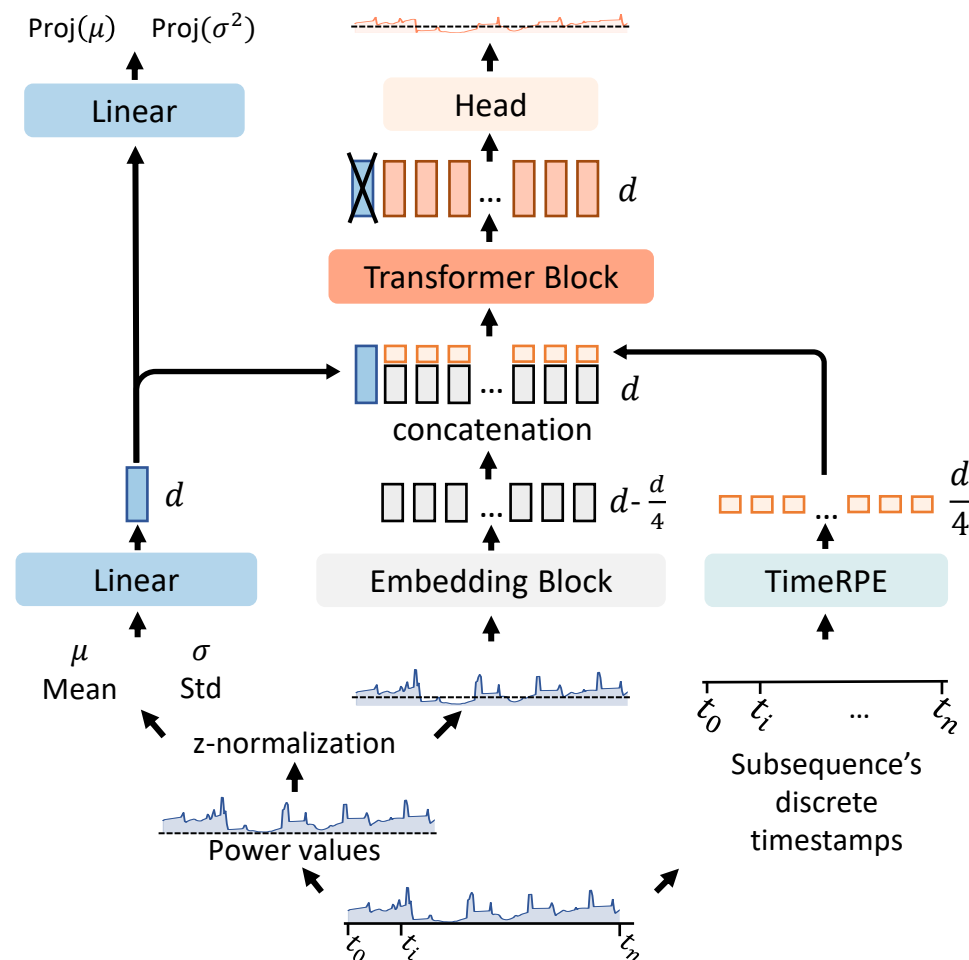 Proj(μ) Proj(σ²)
Linear
Head
... d
Transformer Block
... d
concatenation
d
... d - d/4
... d/4
Linear
Embedding Block
TimeRPE
μ σ
Mean Std
t₀ tᵢ ... tₙ
z-normalization
Subsequence's
discrete
timestamps
Power values
t₀ tᵢ tₙ